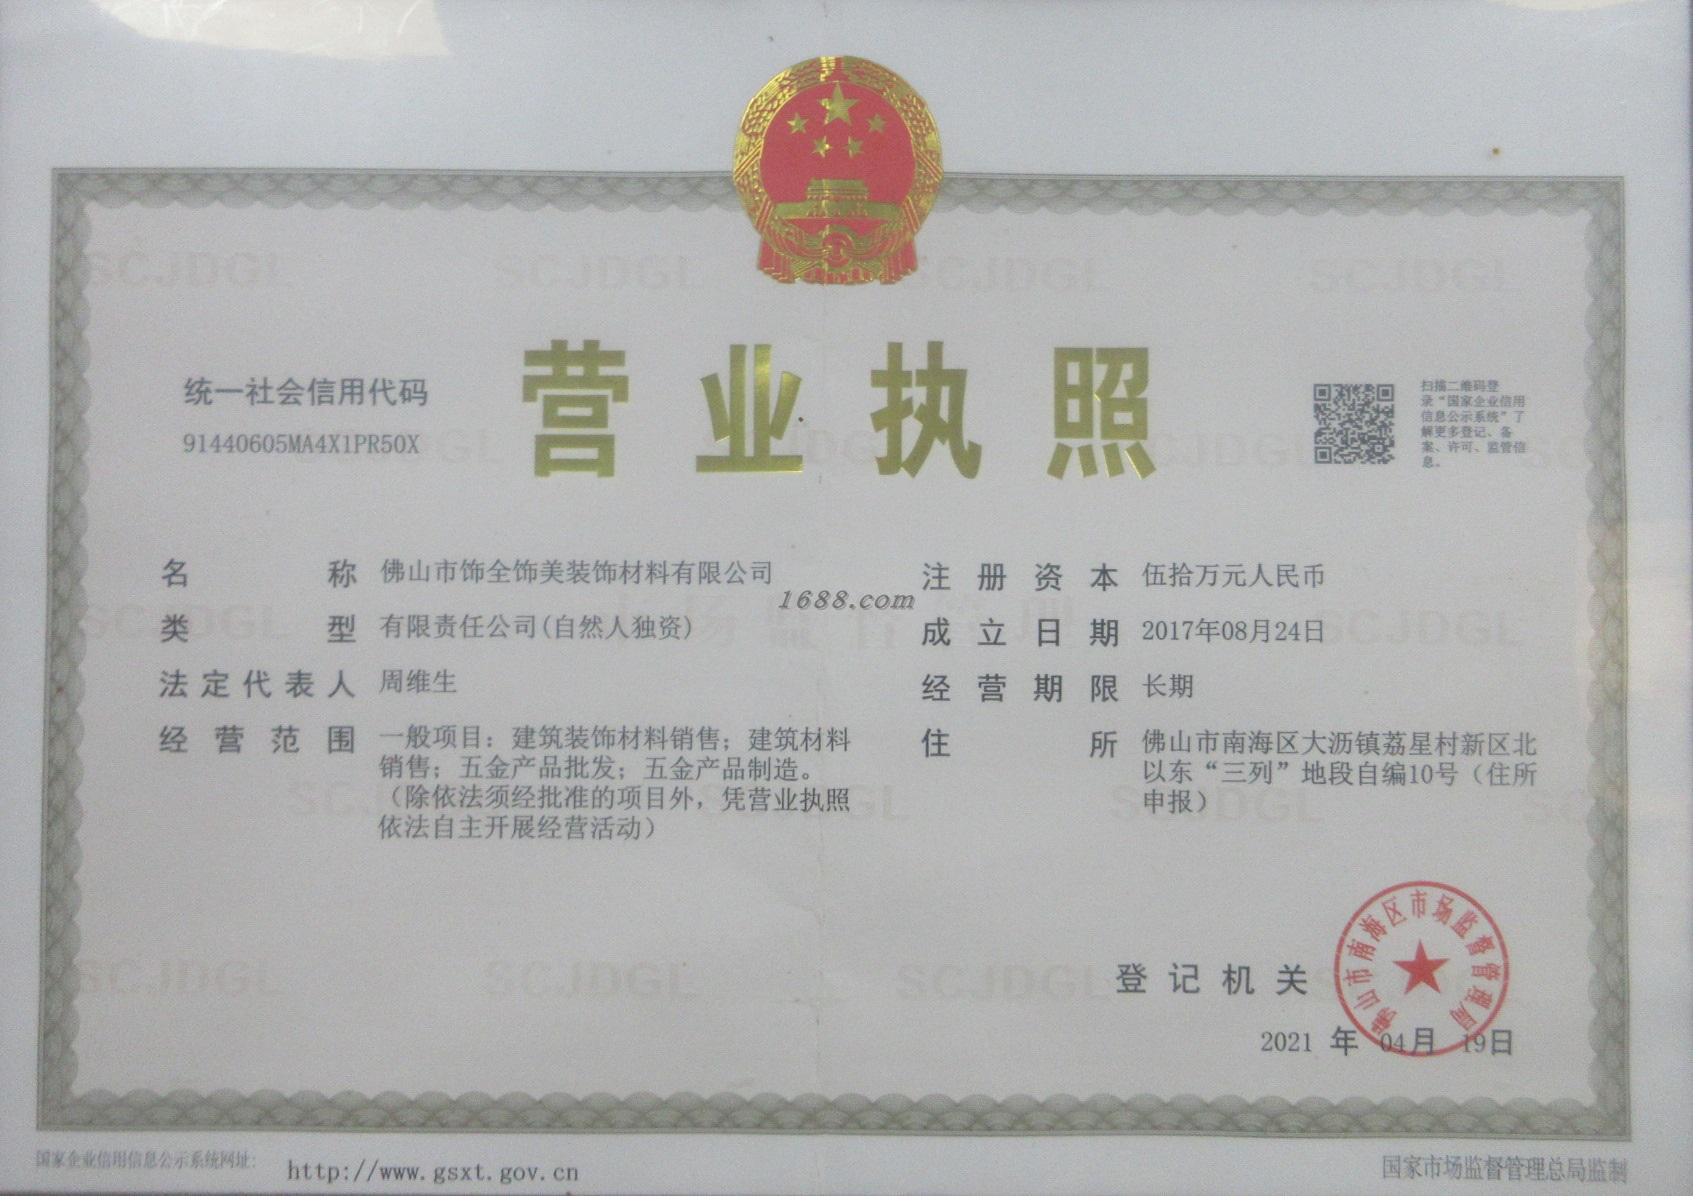 营业执照
统一社会信用代码
91440605MA4X1PR50X
扫描二维码登
录“国家企业信用
信息公示系统”了
解更多登记、备
案、许可、监管信
息。
名称 佛山市饰全饰美装饰材料有限公司
类型 有限责任公司(自然人独资)
法定代表人 周维生
经营范围 一般项目：建筑装饰材料销售；建筑材料
销售；五金产品批发；五金产品制造。
（除依法须经批准的项目外，凭营业执照
依法自主开展经营活动）
1688.com
注册资本 伍拾万元人民币
成立日期 2017年08月24日
经营期限 长期
住所 佛山市南海区大沥镇荔星村新区北
以东“三列”地段自编10号（住所
申报）
登记机关
佛山市南海区市场监督管理局
2021年04月19日
国家企业信用信息公示系统网址：
http://www.gsxt.gov.cn
国家市场监督管理总局监制
SCJDGL